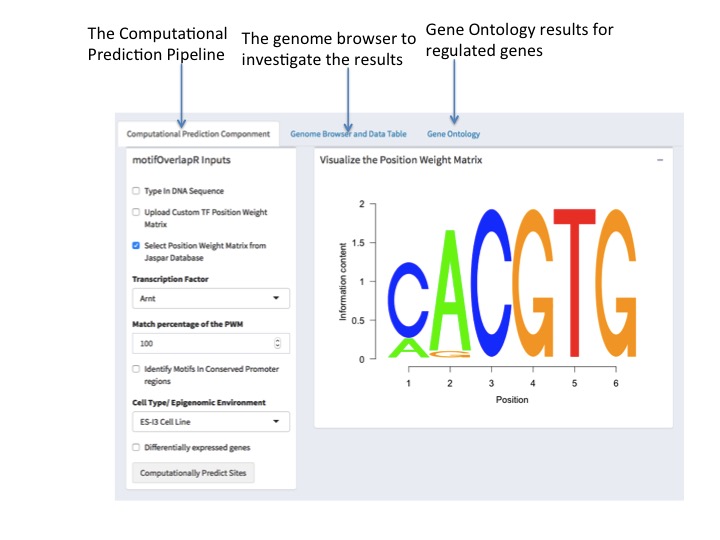 The Computational
Prediction Pipeline
The genome browser to
investigate the results
Gene Ontology results for
regulated genes
Computational Prediction Componment
Genome Browser and Data Table
Gene Ontology
motifOverlapR Inputs
Type In DNA Sequence
Upload Custom TF Position Weight
Matrix
Select Position Weight Matrix from
Jaspar Database
Transcription Factor
Arnt
Match percentage of the PWM
100
Identify Motifs In Conserved Promoter
regions
Cell Type/ Epigenomic Environment
ES-I3 Cell Line
Differentially expressed genes
Computationally Predict Sites
Visualize the Position Weight Matrix
Information content
2
1.5
1
0.5
0
CACGTG
AG
1 2 3 4 5 6
Position